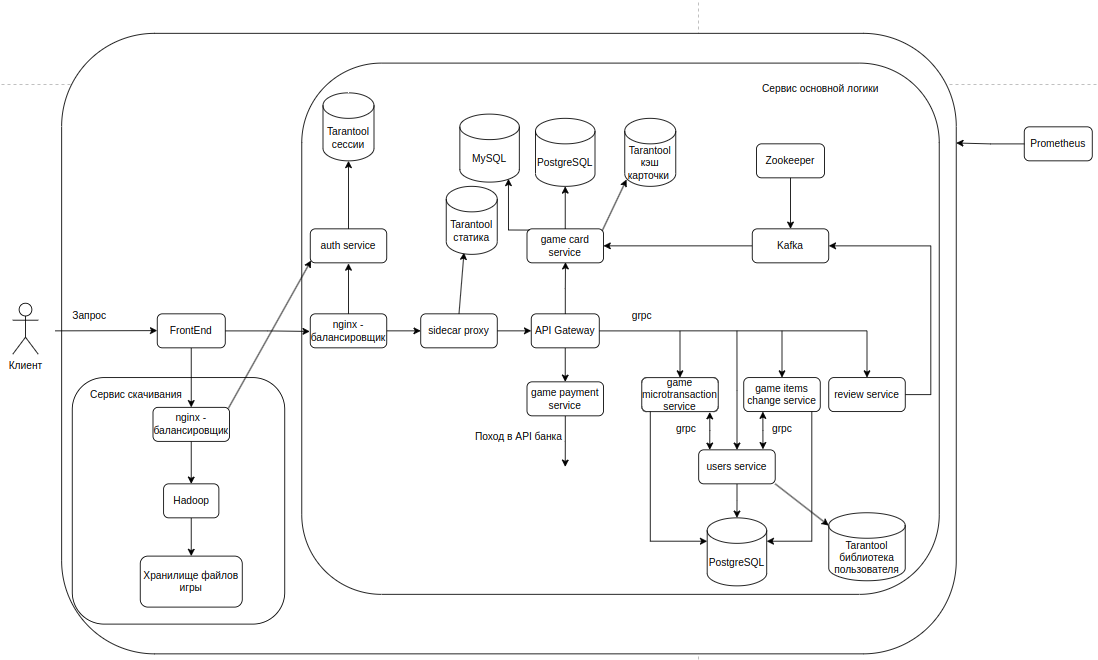 Сервис основной логики
Tarantool
сессии
MySQL
PostgreSQL
Tarantool
кэш
карточки
Zookeeper
Prometheus
Tarantool
статика
auth service
game card
service
Kafka
Запрос
FrontEnd
nginx -
балансировщик
sidecar proxy
API Gateway
grpc
Клиент
Сервис скачивания
nginx -
балансировщик
game payment
service
game
microtransaction
service
game items
change service
review service
Поход в API банка
grpc
grpc
users service
Hadoop
Хранилище файлов
игры
PostgreSQL
Tarantool
библиотека
пользователя